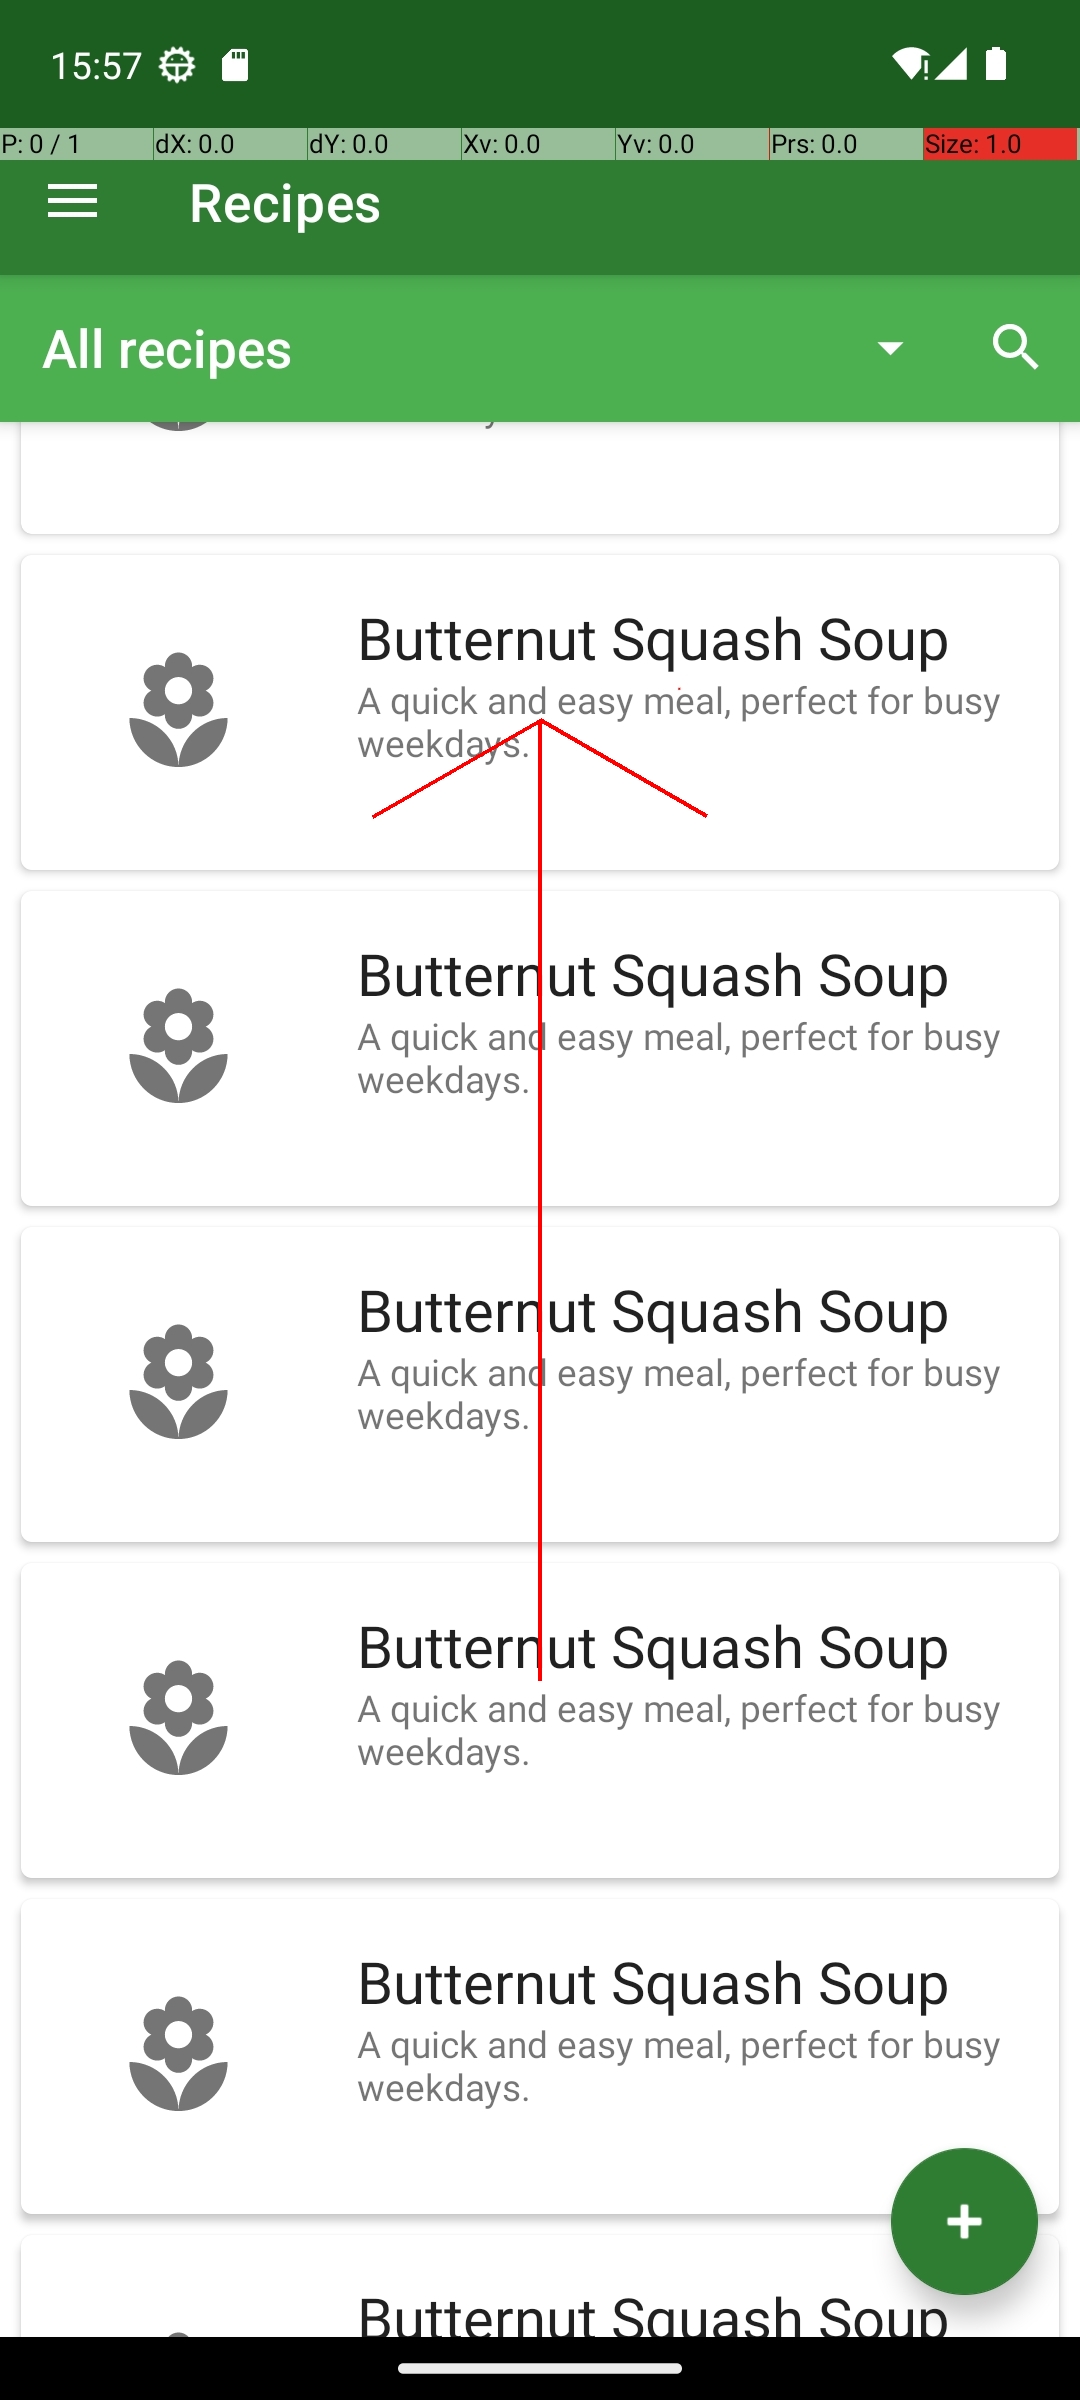 15:57
P: 0 / 1 dX: 0.0 dY: 0.0 Xv: 0.0 Yv: 0.0 Prs: 0.0 Size: 1.0
Recipes
All recipes
Butternut Squash Soup
A quick and easy meal, perfect for busy
weekdays.
Butternut Squash Soup
A quick and easy meal, perfect for busy
weekdays.
Butternut Squash Soup
A quick and easy meal, perfect for busy
weekdays.
Butternut Squash Soup
A quick and easy meal, perfect for busy
weekdays.
Butternut Squash Soup
A quick and easy meal, perfect for busy
weekdays.
Butternut Squash Soup